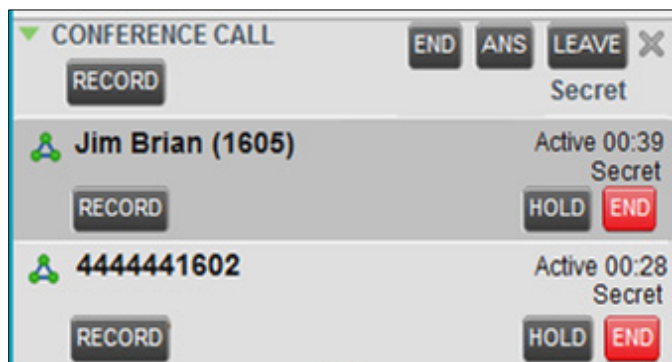 CONFERENCE CALL END ANS LEAVE
RECORD Secret
Jim Brian (1605) Active 00:39
Secret
RECORD HOLD END
4444441602 Active 00:28
Secret
RECORD HOLD END